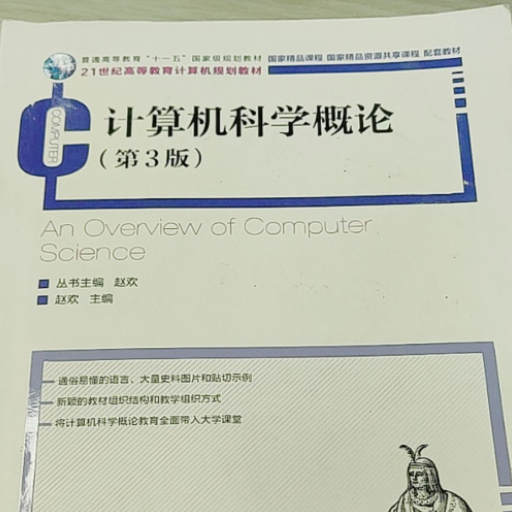 普通高等教育“十一五”国家级规划教材 国家精品课程 国家精品资源共享课程 配套教材
21世纪高等教育计算机规划教材
COMPUTER
计算机科学概论
（第3版）
An Overview of Computer
Science
丛书主编 赵欢
赵欢 主编
通俗易懂的语言、大量史料图片和贴切示例
新颖的教材组织结构和教学组织方式
将计算机科学概论教育全面带入大学课堂